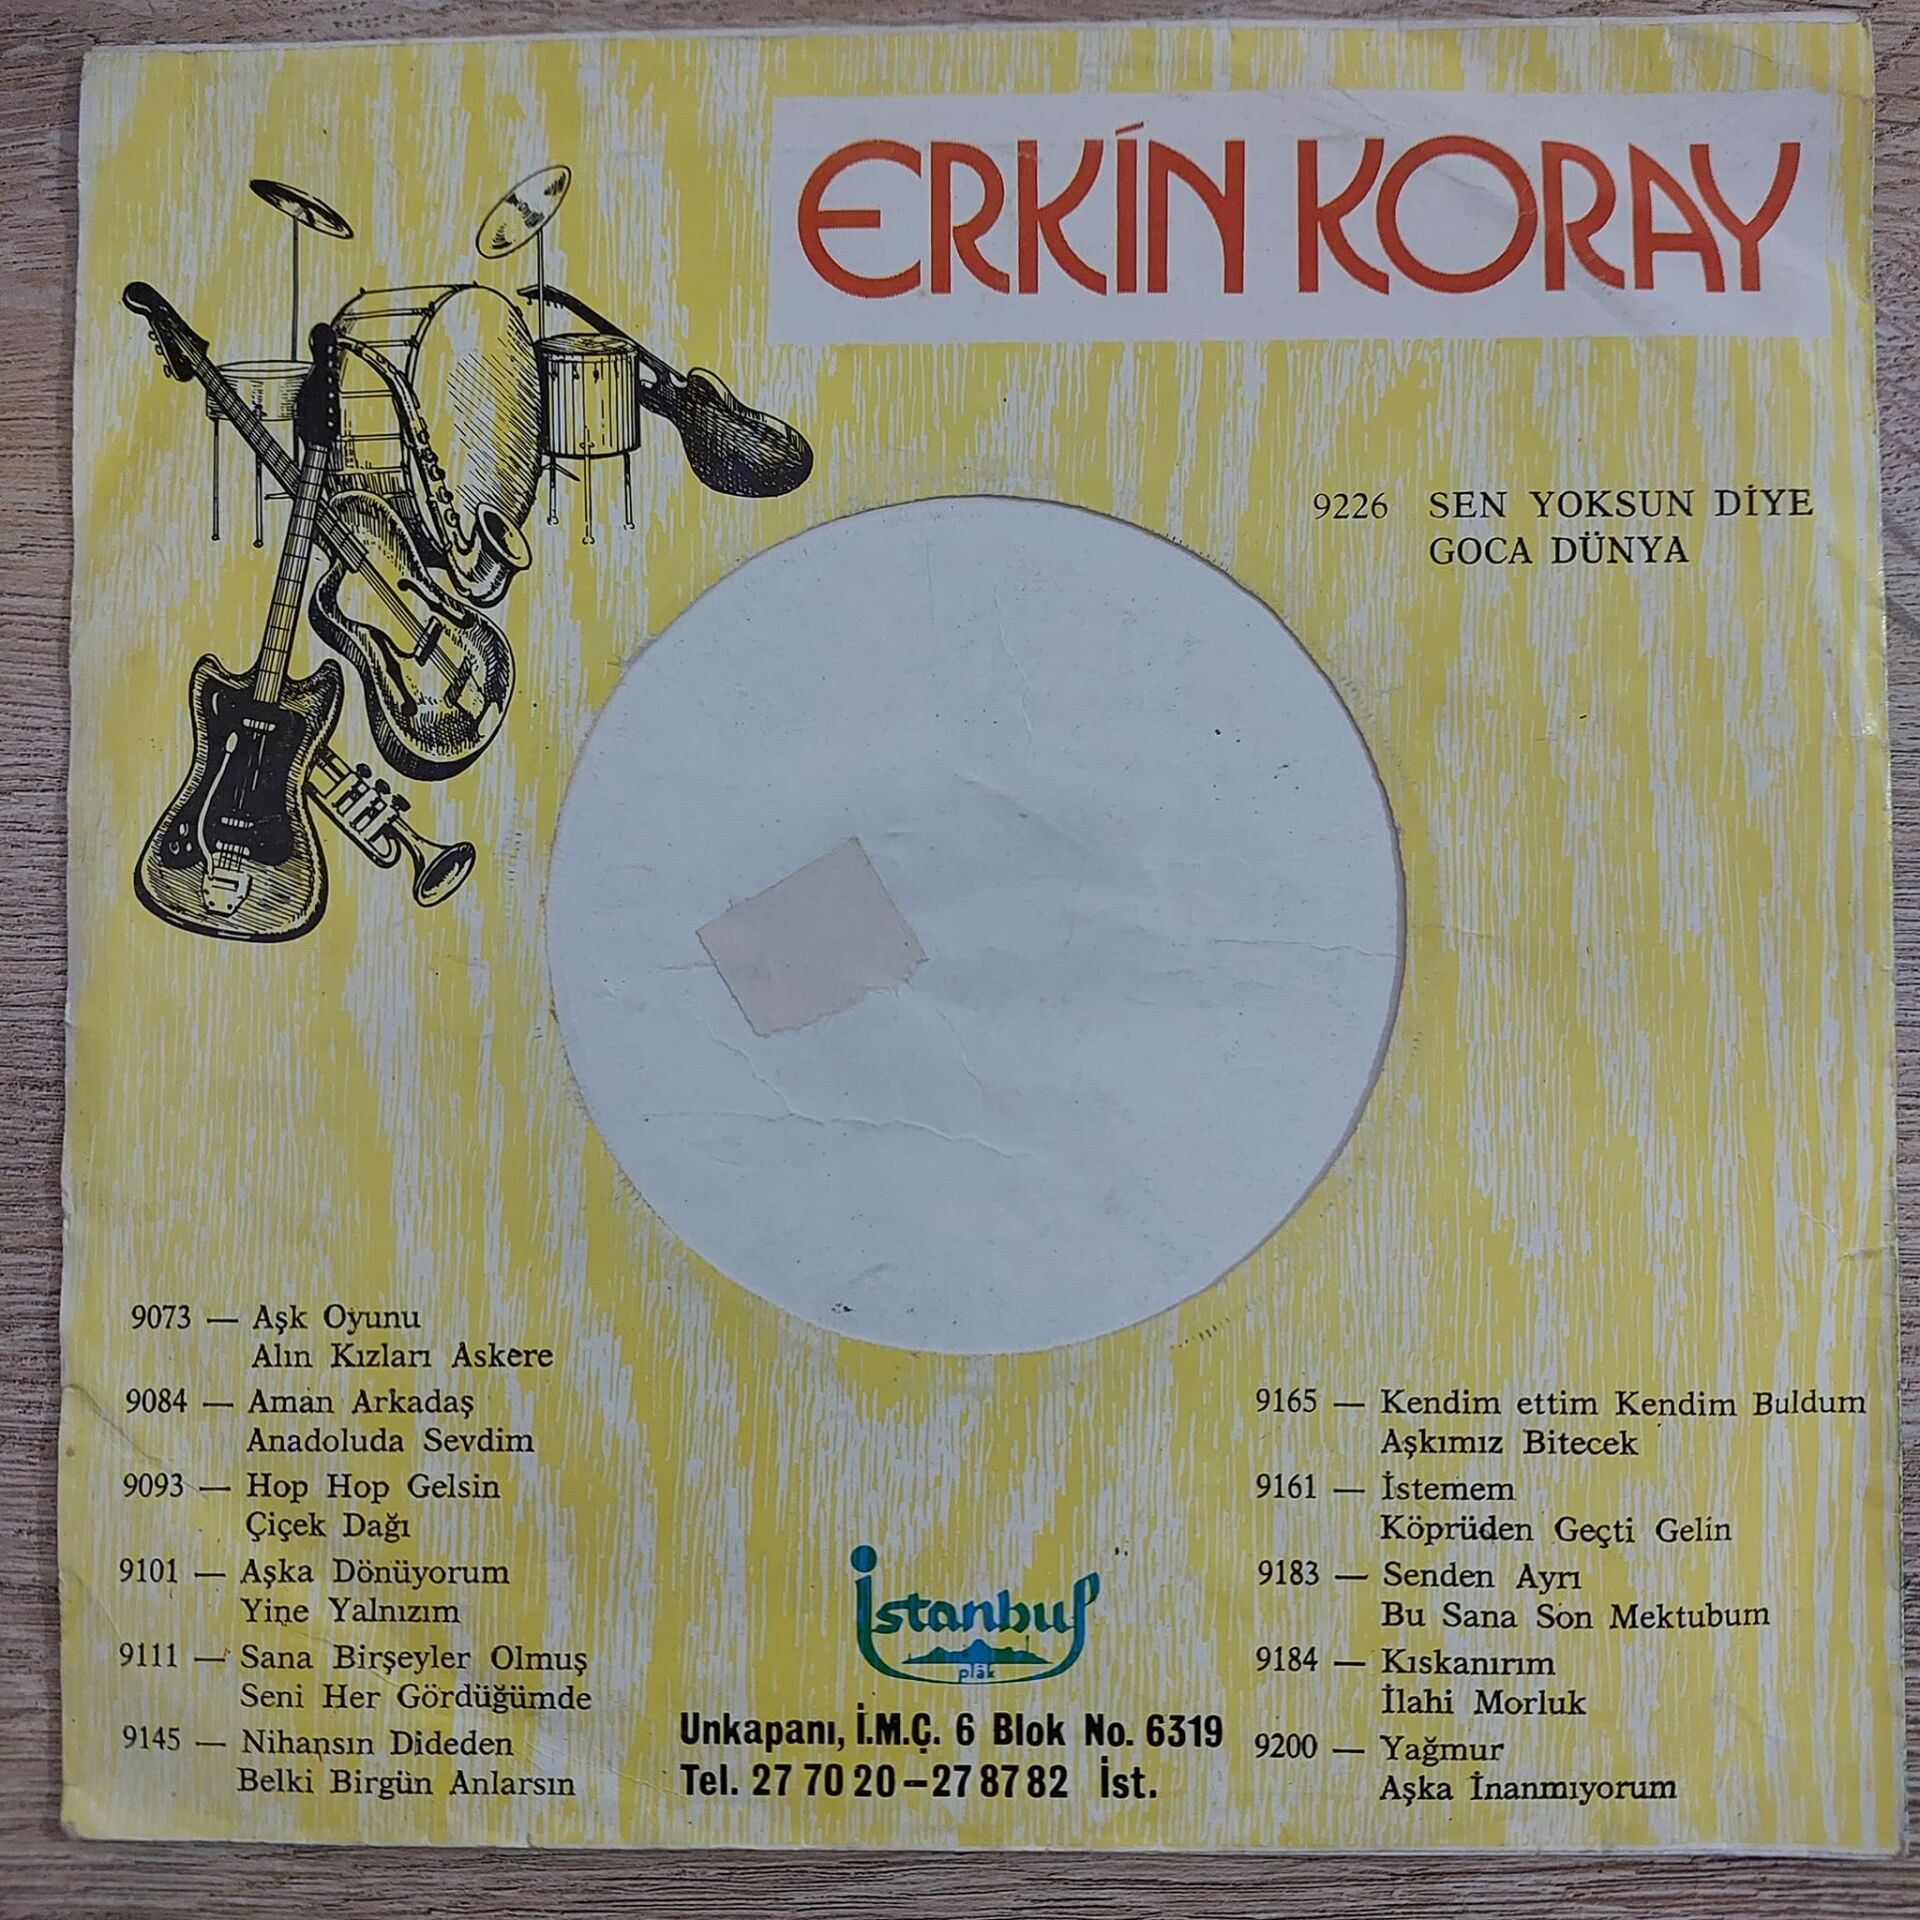 ERKİN KORAY
9226 SEN YOKSUN DİYE
GOCA DÜNYA
9073 — Aşk Oyunu
Alın Kızları Askere
9084 — Aman Arkadaş
Anadoluda Sevdim
9093 — Hop Hop Gelsin
Çiçek Dağı
9101 — Aşka Dönüyorum
Yine Yalnızım
9111 — Sana Birşeyler Olmuş
Seni Her Gördüğümde
9145 — Nihansın Dideden
Belki Birgün Anlarsın
istanbul
plâk
Unkapanı, İ.M.Ç. 6 Blok No. 6319
Tel. 27 70 20 – 27 87 82 İst.
9165 — Kendim ettim Kendim Buldum
Aşkımız Bitecek
9161 — İstemem
Köprüden Geçti Gelin
9183 — Senden Ayrı
Bu Sana Son Mektubum
9184 — Kıskanırım
İlahi Morluk
9200 — Yağmur
Aşka İnanmıyorum